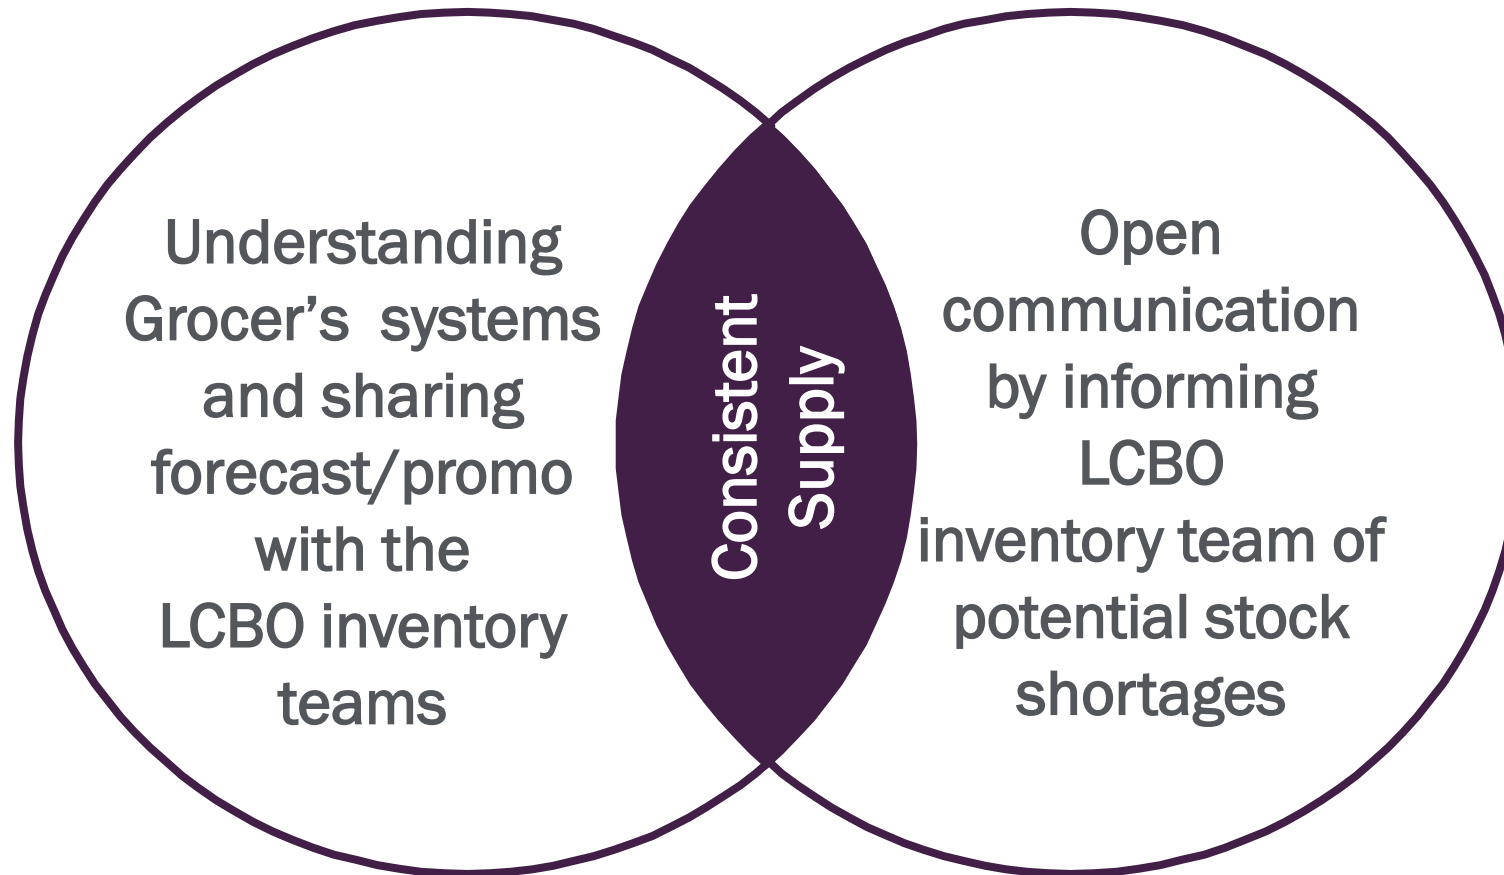 Understanding
Grocer’s  systems
and sharing
forecast/promo
with the
LCBO inventory
teams
Consistent
Supply
Open
communication
by informing
LCBO
inventory team of
potential stock
shortages